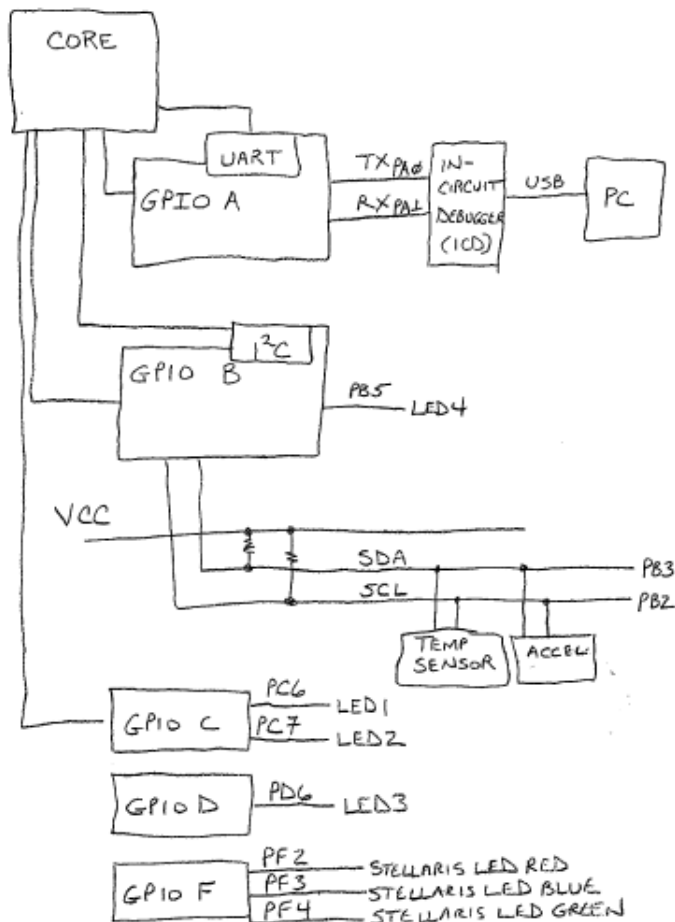 CORE
UART
GPIO A
TX PA0
RX PA1
IN-
CIRCUIT
DEBUGGER
(ICD)
USB
PC
I²C
GPIO B
PB5
LED4
VCC
SDA
PB3
SCL
PB2
TEMP
SENSOR
ACCEL
GPIO C
PC6
LED1
PC7
LED2
GPIO D
PD6
LED3
GPIO F
PF2
STELLARIS LED RED
PF3
STELLARIS LED BLUE
PF4
STELLARIS LED GREEN